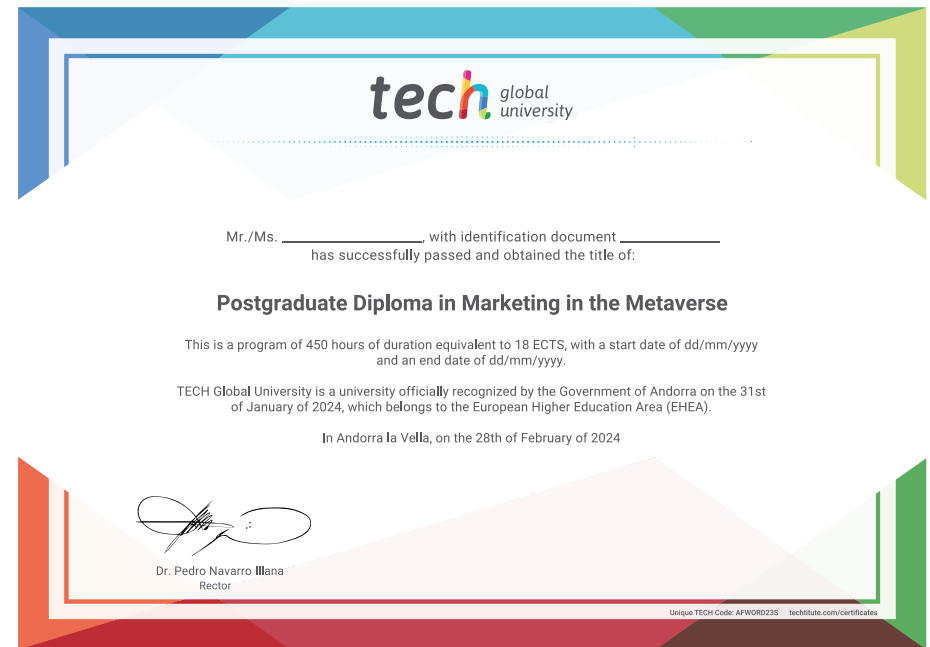 tech global
university
Mr./Ms. ____________, with identification document ____________
has successfully passed and obtained the title of:
Postgraduate Diploma in Marketing in the Metaverse
This is a program of 450 hours of duration equivalent to 18 ECTS, with a start date of dd/mm/yyyy
and an end date of dd/mm/yyyy.
TECH Global University is a university officially recognized by the Government of Andorra on the 31st
of January of 2024, which belongs to the European Higher Education Area (EHEA).
In Andorra la Vella, on the 28th of February of 2024
Dr. Pedro Navarro Illana
Rector
Unique TECH Code: AFWORD23S techtitute.com/certificates